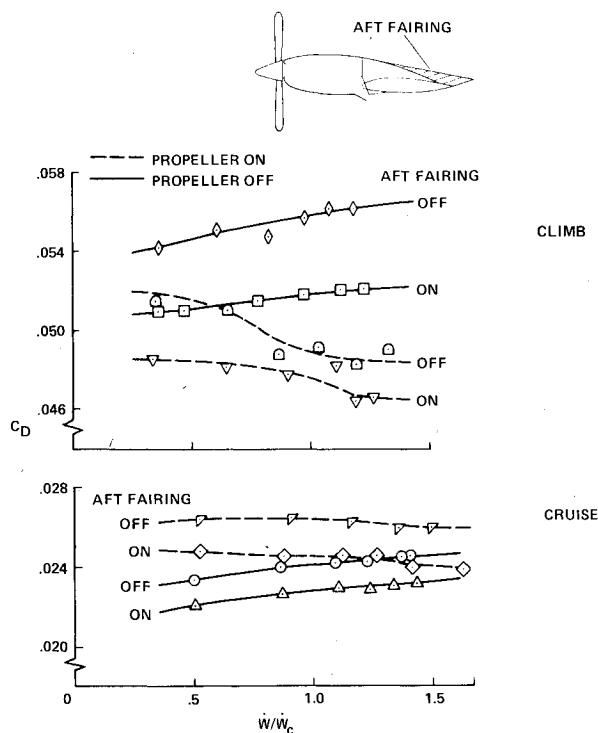 AFT FAIRING
PROPELLER ON
PROPELLER OFF
AFT FAIRING
CLIMB
.058
.054
.050
.046
OFF
ON
OFF
ON
C_D
CRUISE
AFT FAIRING
OFF
ON
OFF
ON
.028
.024
.020
0
.5
1.0
1.5
Ẇ/Ẇ_c